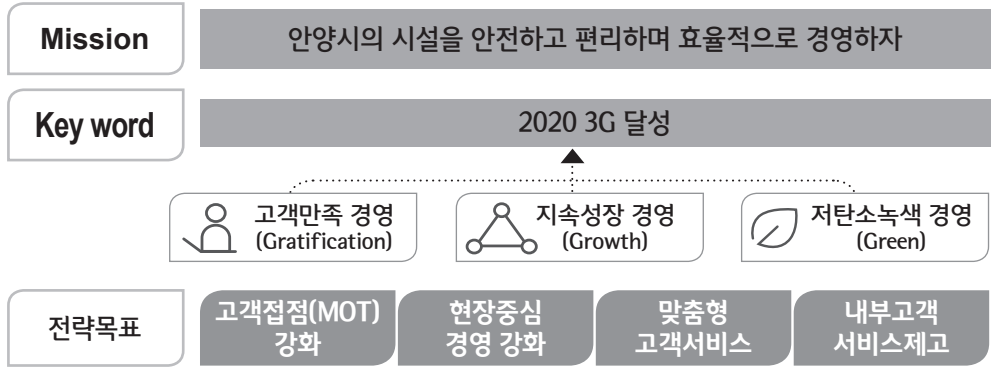 Mission
안양시의 시설을 안전하고 편리하며 효율적으로 경영하자
Key word
2020 3G 달성
고객만족 경영
(Gratification)
지속성장 경영
(Growth)
저탄소녹색 경영
(Green)
전략목표
고객접점(MOT)
강화
현장중심
경영 강화
맞춤형
고객서비스
내부고객
서비스제고